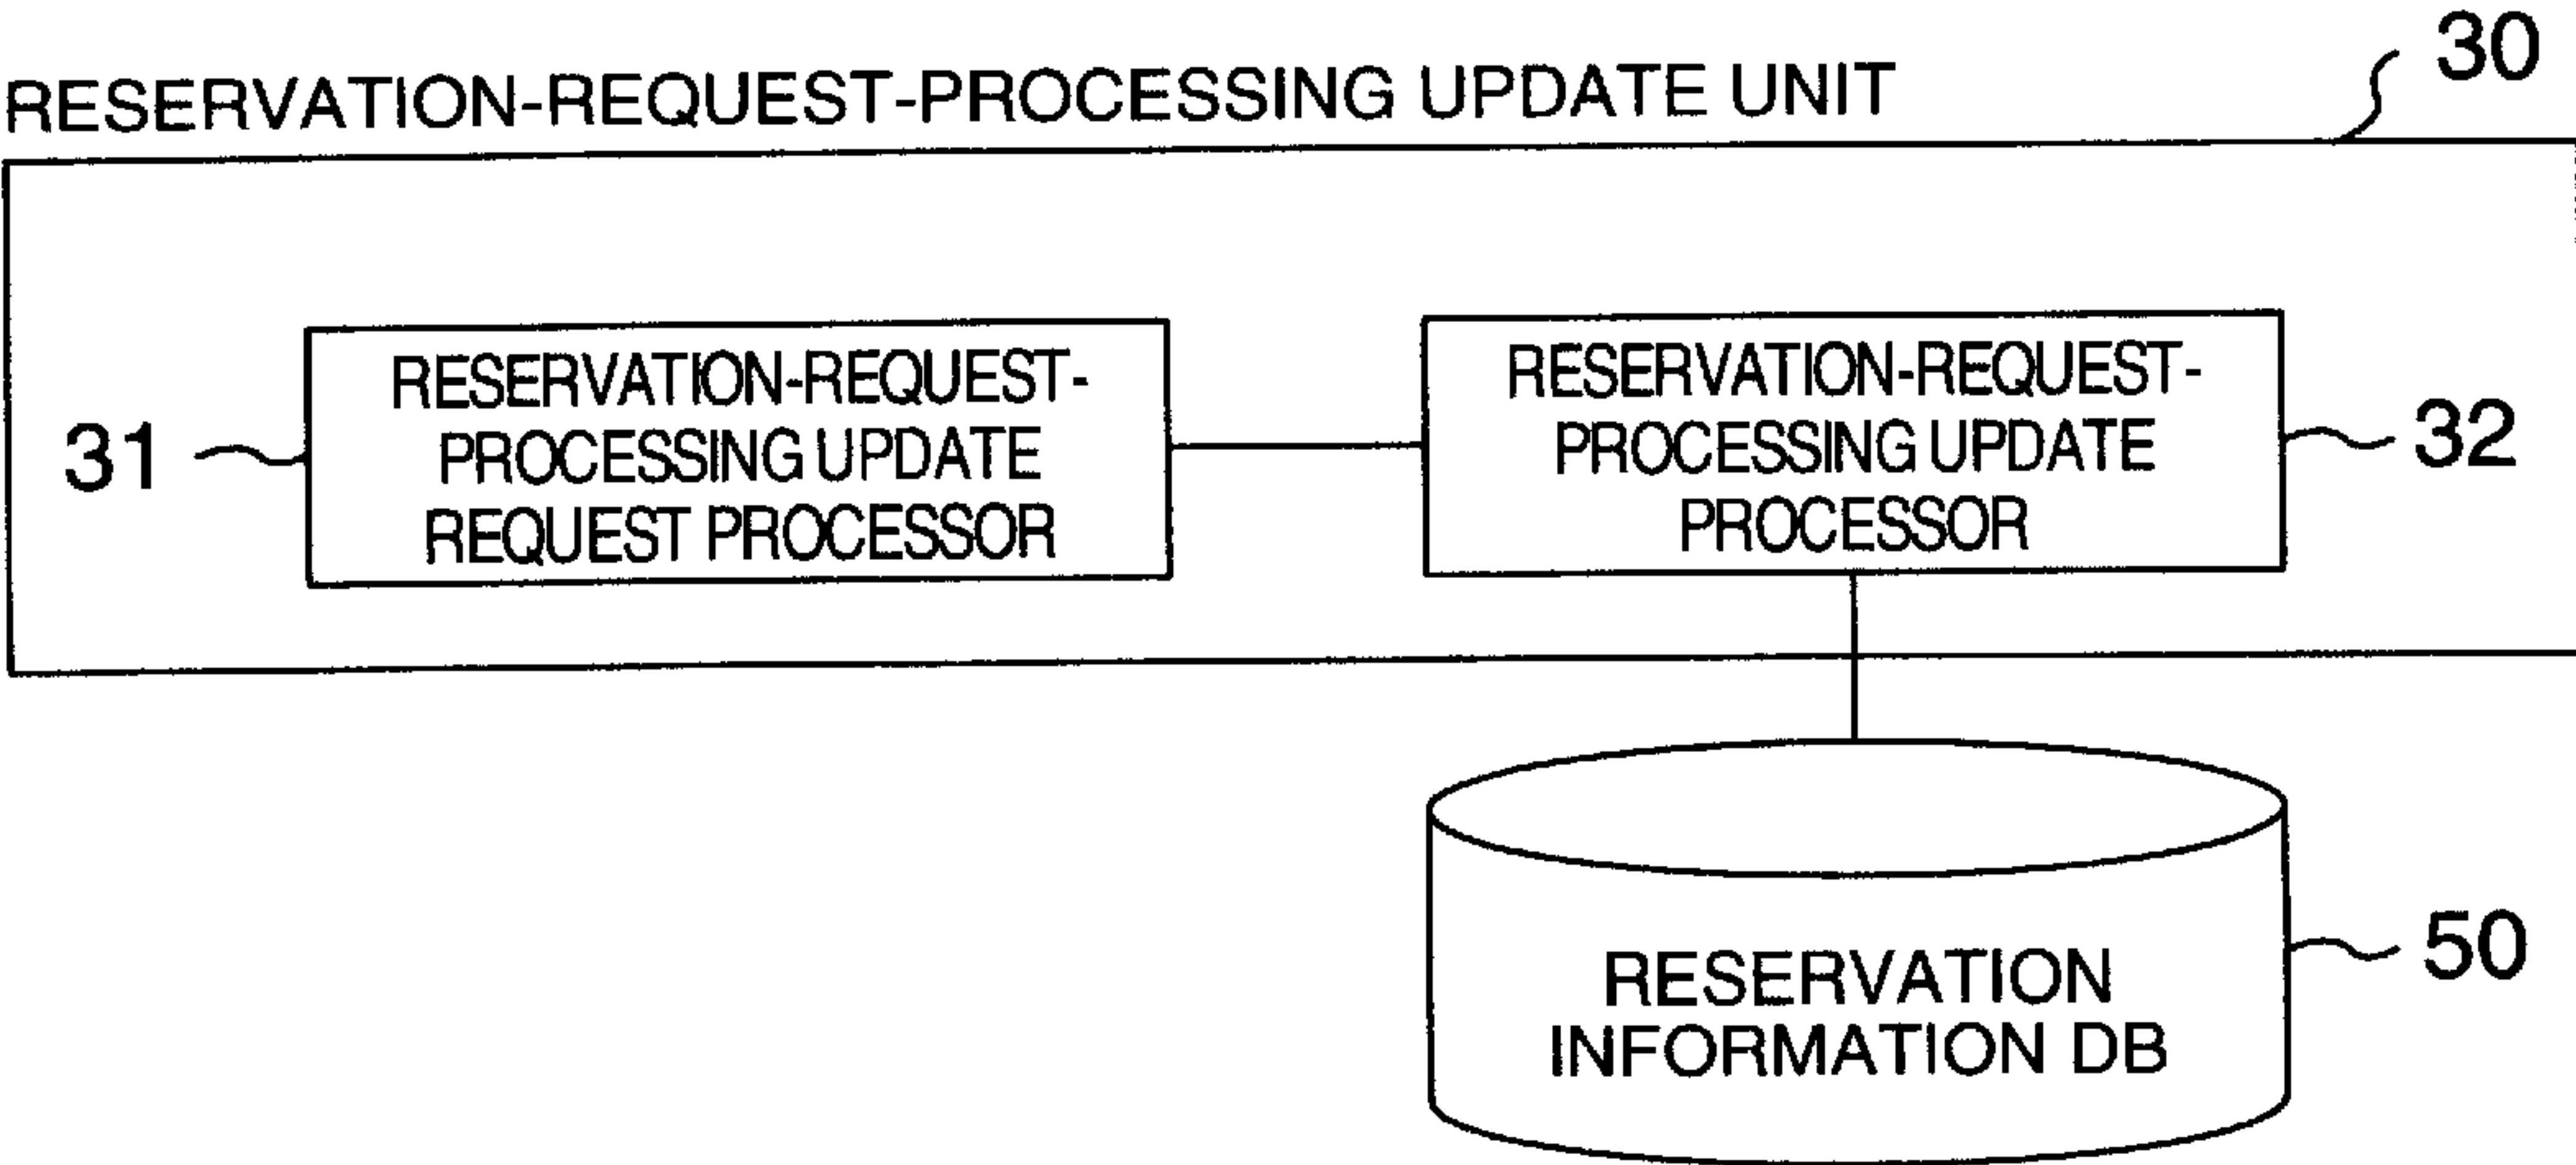 30
RESERVATION-REQUEST-PROCESSING UPDATE UNIT
RESERVATION-REQUEST-
PROCESSING UPDATE
REQUEST PROCESSOR
31
RESERVATION-REQUEST-
PROCESSING UPDATE
PROCESSOR
32
RESERVATION
INFORMATION DB
50